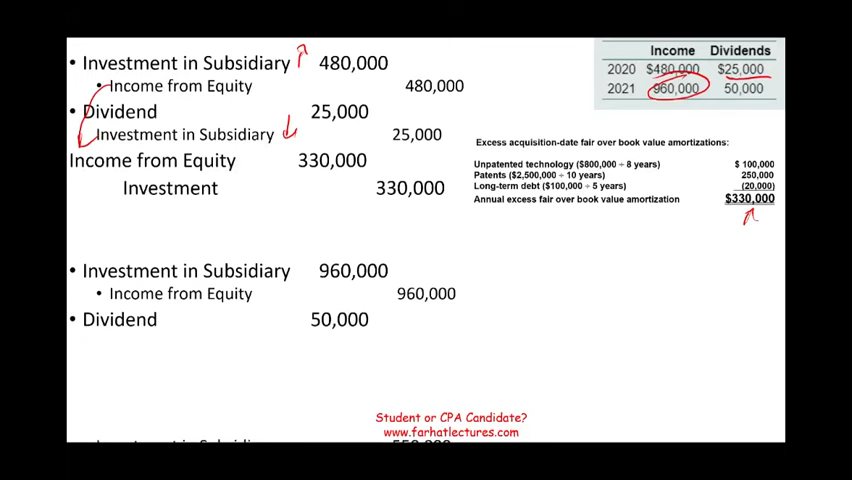 • Investment in Subsidiary 480,000
• Income from Equity 480,000
• Dividend 25,000
Investment in Subsidiary 25,000
Income from Equity 330,000
Investment 330,000
• Investment in Subsidiary 960,000
• Income from Equity 960,000
• Dividend 50,000
Income Dividends
2020 $480,000 $25,000
2021 960,000 50,000
Excess acquisition-date fair over book value amortizations:
Unpatented technology ($800,000 ÷ 8 years) $ 100,000
Patents ($2,500,000 ÷ 10 years) 250,000
Long-term debt ($100,000 ÷ 5 years) (20,000)
Annual excess fair over book value amortization $330,000
Student or CPA Candidate?
www.farhatlectures.com